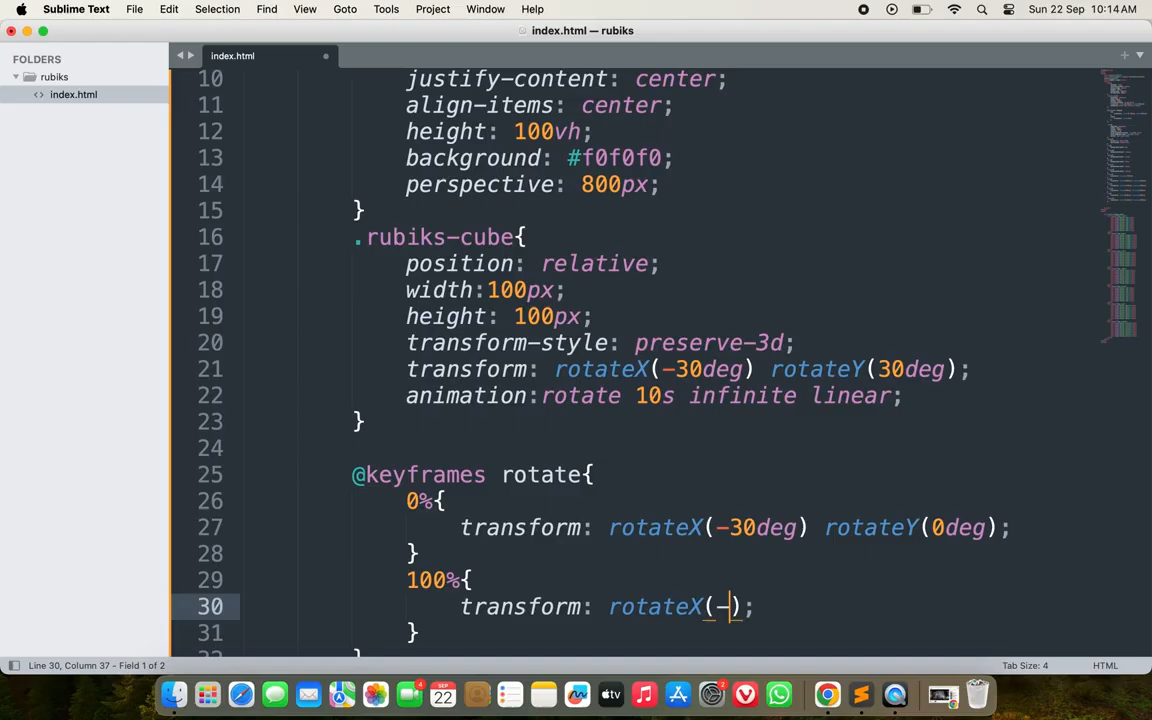 Sublime Text File Edit Selection Find View Goto Tools Project Window Help Sun 22 Sep 10:14 AM
index.html — rubiks
FOLDERS
rubiks
<> index.html
index.html
10 justify-content: center;
11 align-items: center;
12 height: 100vh;
13 background: #f0f0f0;
14 perspective: 800px;
15 }
16 .rubiks-cube{
17 position: relative;
18 width:100px;
19 height: 100px;
20 transform-style: preserve-3d;
21 transform: rotateX(-30deg) rotateY(30deg);
22 animation:rotate 10s infinite linear;
23 }
24
25 @keyframes rotate{
26 0%{
27 transform: rotateX(-30deg) rotateY(0deg);
28 }
29 100%{
30 transform: rotateX(-);
31 }
Line 30, Column 37 - Field 1 of 2 Tab Size: 4 HTML
4
SEP
22
tv
2